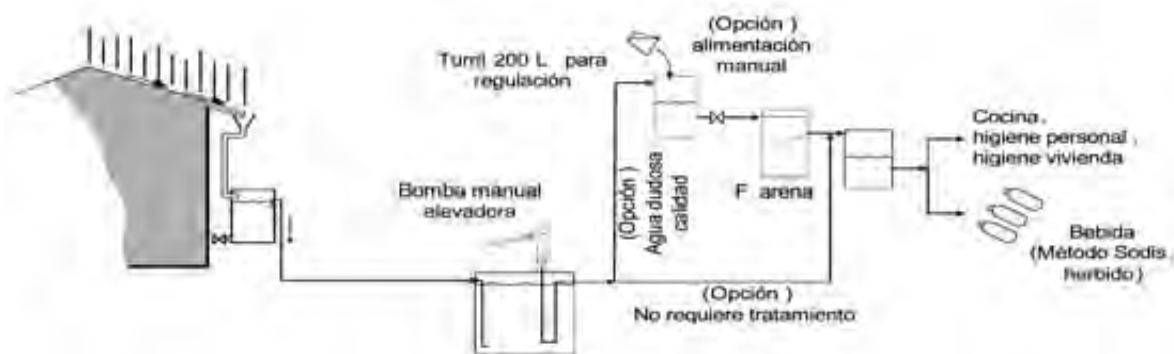 (Opción )
alimentación
manual
Turril 200 L para
regulación
Cocina,
higiene personal,
higiene vivienda
F arena
Bomba manual
elevadora
(Opción )
Agua dudosa
calidad
Bebida
(Método Sodis,
herbido)
(Opción )
No requiere tratamiento